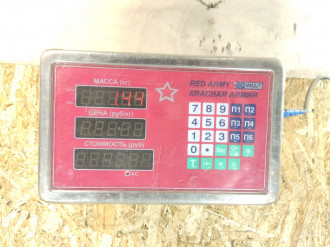 МАССА (кг)
144
ЦЕНА (руб/кг)
СТОИМОСТЬ (руб)
RED ARMY
КРАСНАЯ АРМИЯ
7 8 9 П1 П2
4 5 6 П3 П4
1 2 3 П5 П6
0
T